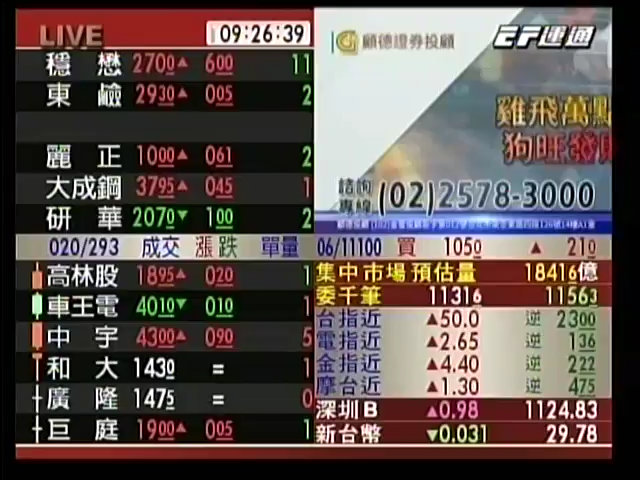 LIVE 09:26:39
穩 懋 2700▲ 600 11
東 鹼 2930▲ 005 2
麗 正 1000▲ 061 2
大成鋼 3795▲ 045 1
研 華 2070▼ 100 2
020/293 成交 漲跌 單量
高林股 1895▲ 020 1
車王電 4010▼ 010 1
中 宇 4300▲ 090 5
和 大 1430 = 1
廣 隆 1475 = 0
巨 庭 1900▲ 005 1
顧德證券投顧
EF通
雞飛萬點
狗旺發財
諮詢專線 (02)2578-3000
06/11100 買 1050 ▲ 210
集中市場 預估量 18416億
委千筆 11316 11563
台指近 ▲50.0 逆 2300
電指近 ▲2.65 逆 136
金指近 ▲4.40 逆 222
摩台近 ▲1.30 逆 475
深圳B ▲0.98 1124.83
新台幣 ▼0.031 29.78